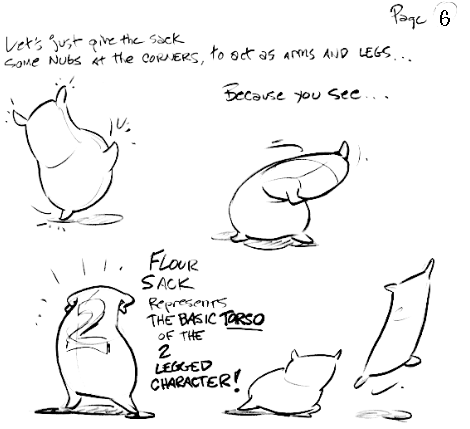 Page 6
Let's just give the sack
some NUBS AT the CORNERS, to act as ARMS AND LEGS...
Because you see...
FLOUR
SACK
Represents
THE BASIC TORSO
OF THE
2
LEGGED
CHARACTER!
2